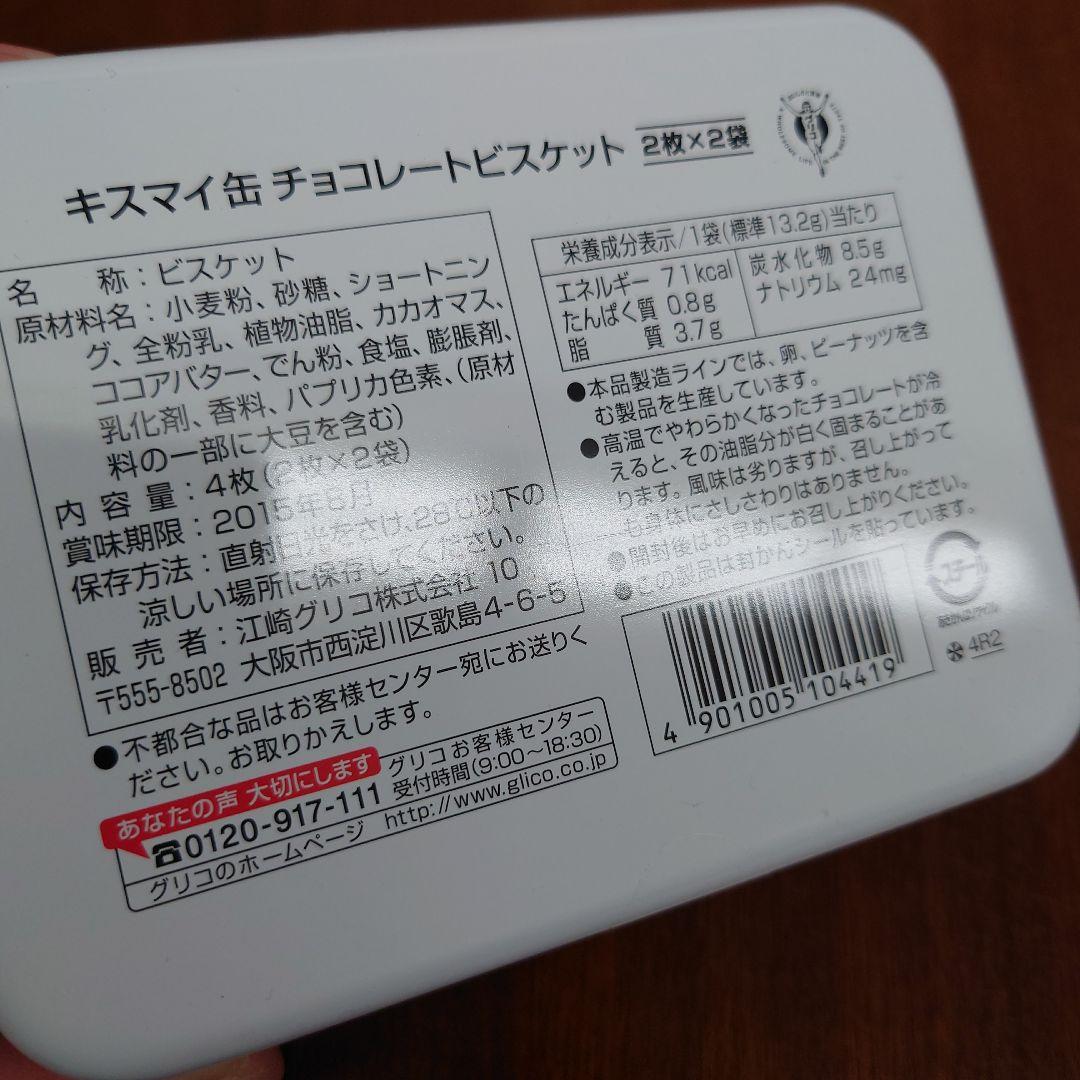 キスマイ缶 チョコレートビスケット 2枚×2袋
グリコ
名 称：ビスケット
原材料名：小麦粉、砂糖、ショートニン
グ、全粉乳、植物油脂、カカオマス、
ココアバター、でん粉、食塩、膨脹剤、
乳化剤、香料、パプリカ色素、（原材
料の一部に大豆を含む）
内 容 量：4枚（2枚×2袋）
賞味期限：2015年8月
保存方法：直射日光をさけ、28℃以下の
涼しい場所に保存してください。
販 売 者：江崎グリコ株式会社 10
〒555-8502 大阪市西淀川区歌島4-6-5
●不都合な品はお客様センター宛にお送りく
ださい。お取りかえします。
あなたの声 大切にします
☎0120-917-111
グリコお客様センター
受付時間(9:00〜18:30)
グリコのホームページ http://www.glico.co.jp
栄養成分表示/1袋(標準13.2g)当たり
エネルギー 71kcal
たんぱく質 0.8g
脂 質 3.7g
炭水化物 8.5g
ナトリウム 24mg
●本品製造ラインでは、卵、ピーナッツを含
む製品を生産しています。
●高温でやわらかくなったチョコレートが冷
えると、その油脂分が白く固まることがあ
ります。風味は劣りますが、召し上がって
も身体にさしさわりはありません。
●開封後はお早めにお召し上がりください。
●この製品は封かんシールを貼っています。
4 901005 104419
スチール
4R2